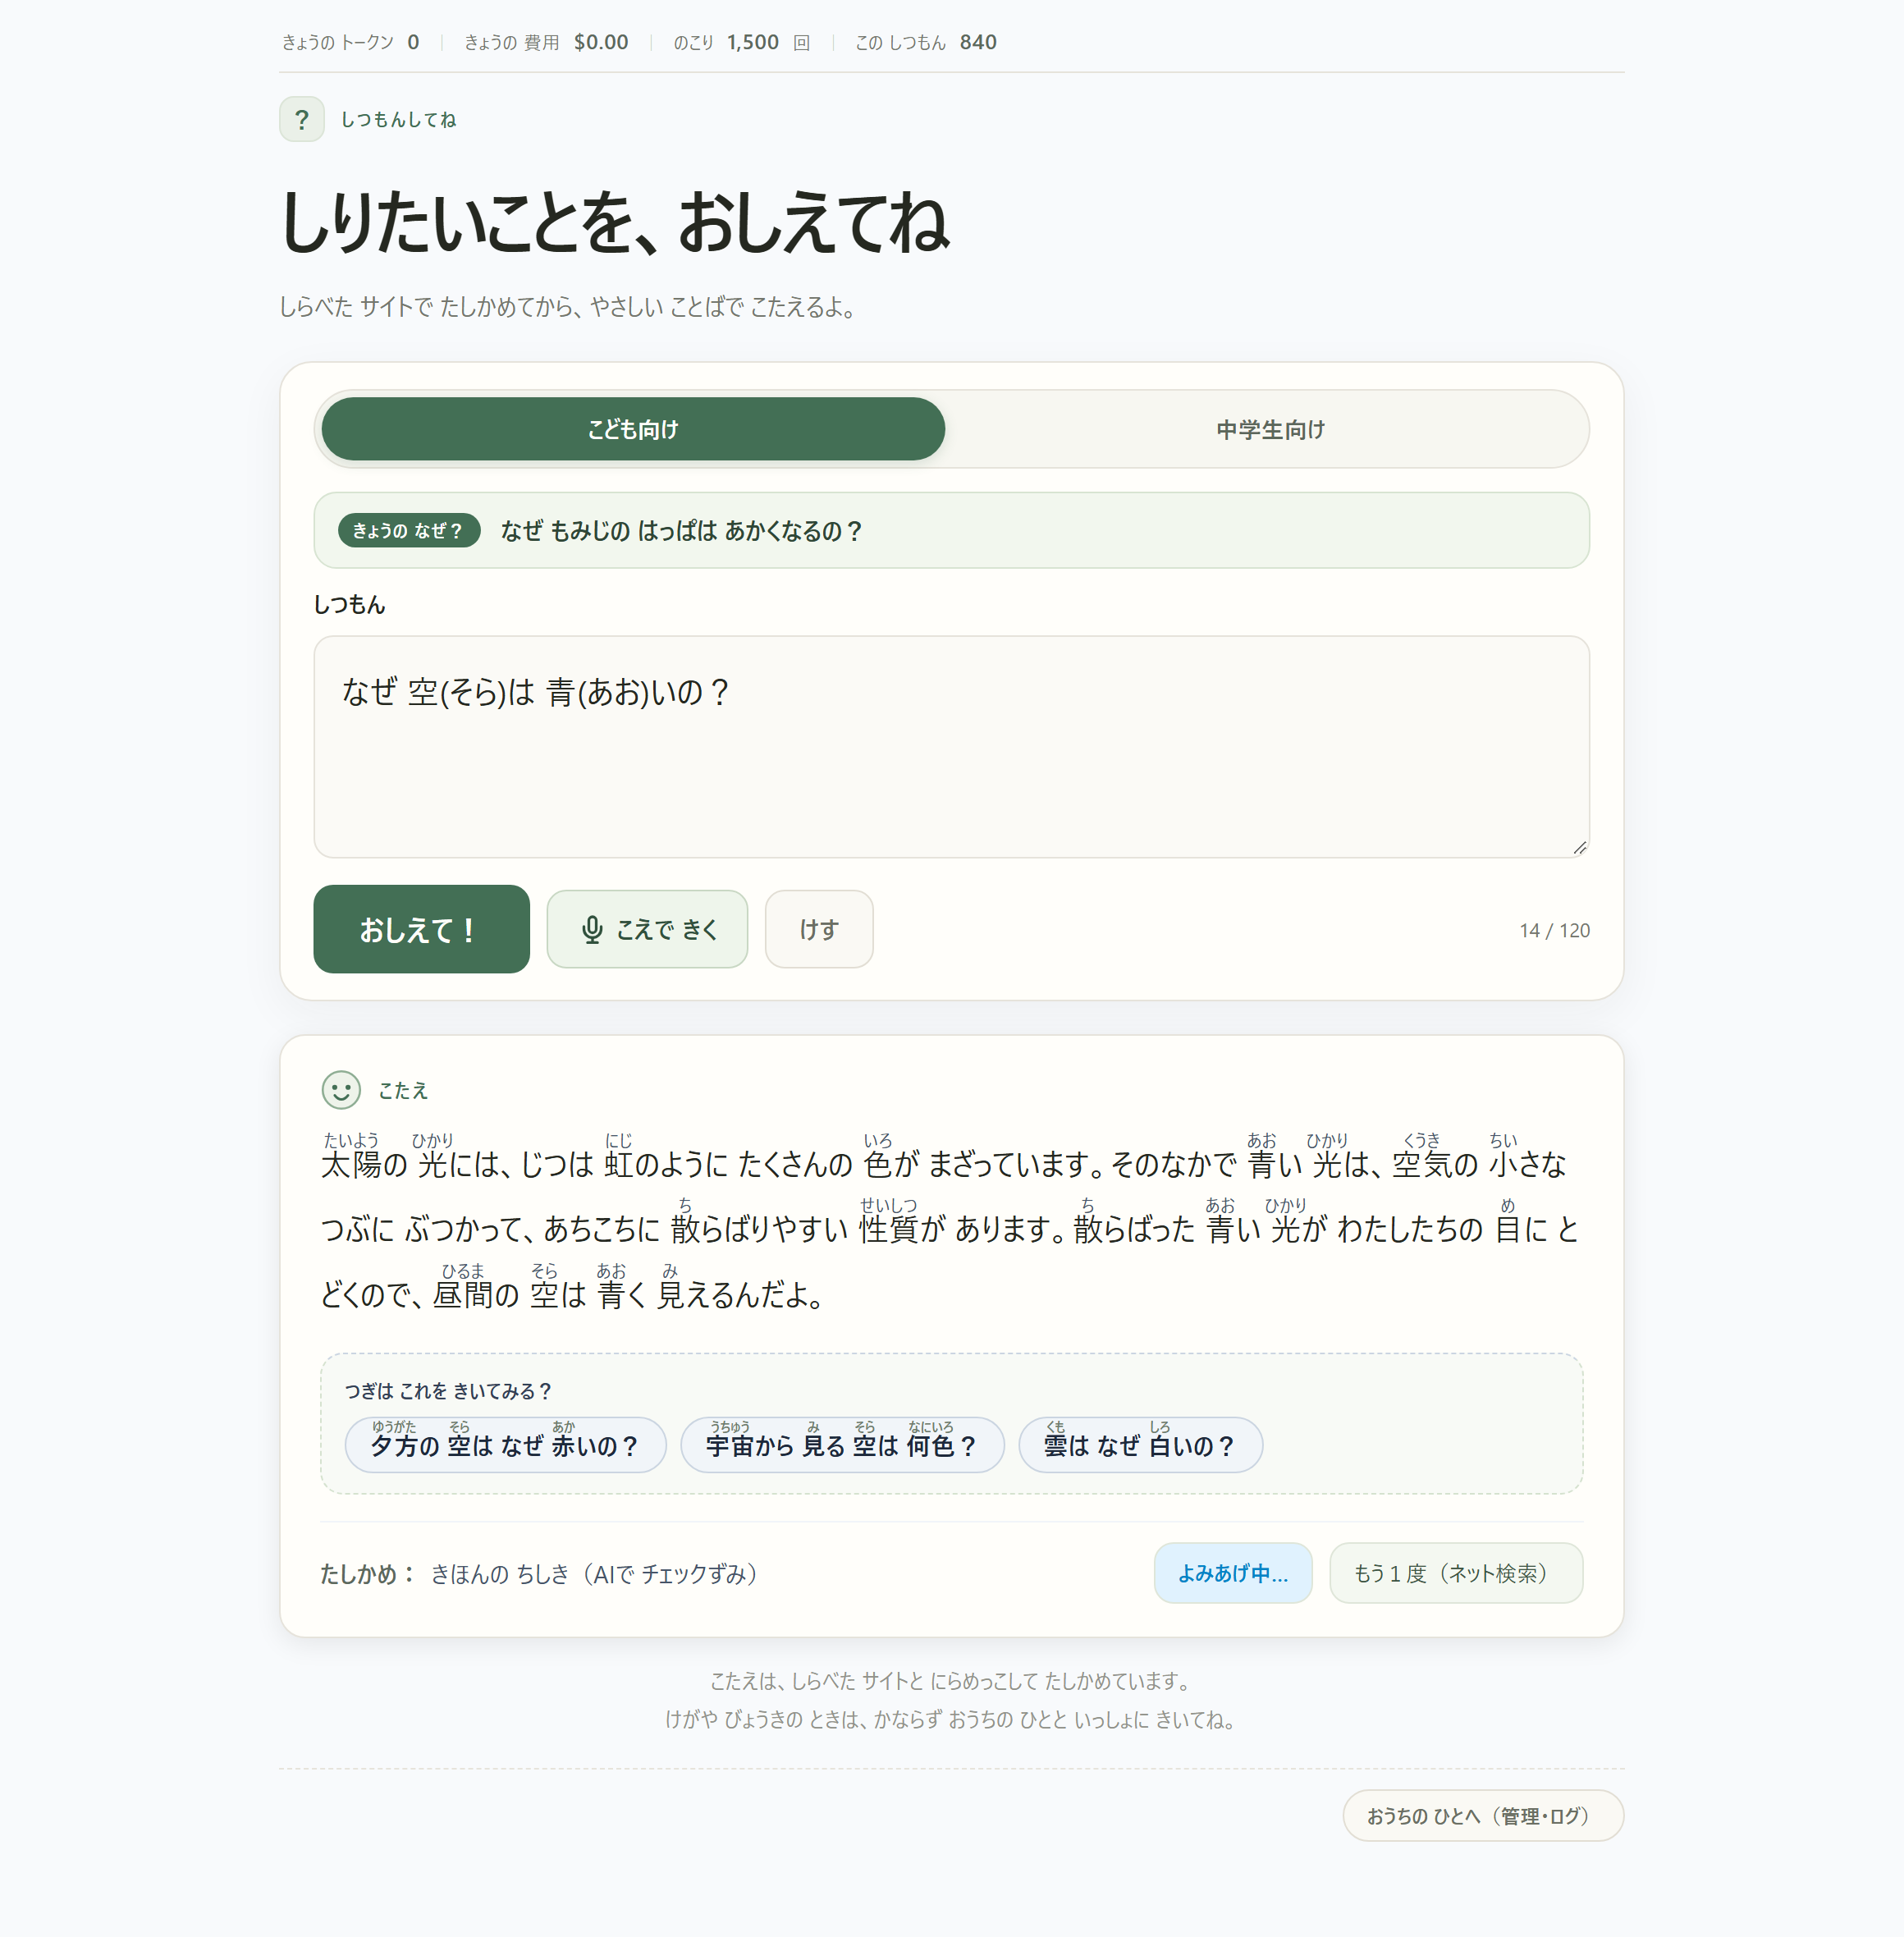 きょうの トークン 0 きょうの 費用 $0.00 のこり 1,500 回 この しつもん 840
? しつもんしてね
しりたいことを、おしえてね
しらべた サイトで たしかめてから、やさしい ことばで こたえるよ。
こども向け 中学生向け
きょうの なぜ？ なぜ もみじの はっぱは あかくなるの？
しつもん
なぜ 空(そら)は 青(あお)いの？
おしえて！ こえで きく けす 14 / 120
こたえ
たいよう ひかり にじ いろ あお ひかり くうき ちい
太陽の 光には、じつは 虹のように たくさんの 色が まざっています。そのなかで 青い 光は、空気の 小さな
ち せいしつ ち あお ひかり め
つぶに ぶつかって、あちこちに 散らばりやすい 性質が あります。散らばった 青い 光が わたしたちの 目に と
ひるま そら あお み
どくので、昼間の 空は 青く 見えるんだよ。
つぎは これを きいてみる？
ゆうがた そら あか うちゅう み そら なにいろ くも しろ
夕方の 空は なぜ 赤いの？ 宇宙から 見る 空は 何色？ 雲は なぜ 白いの？
たしかめ： きほんの ちしき（AIで チェックずみ） よみあげ中... もう１度（ネット検索）
こたえは、しらべた サイトと にらめっこして たしかめています。
けがや びょうきの ときは、かならず おうちの ひとと いっしょに きいてね。
おうちの ひとへ（管理・ログ）